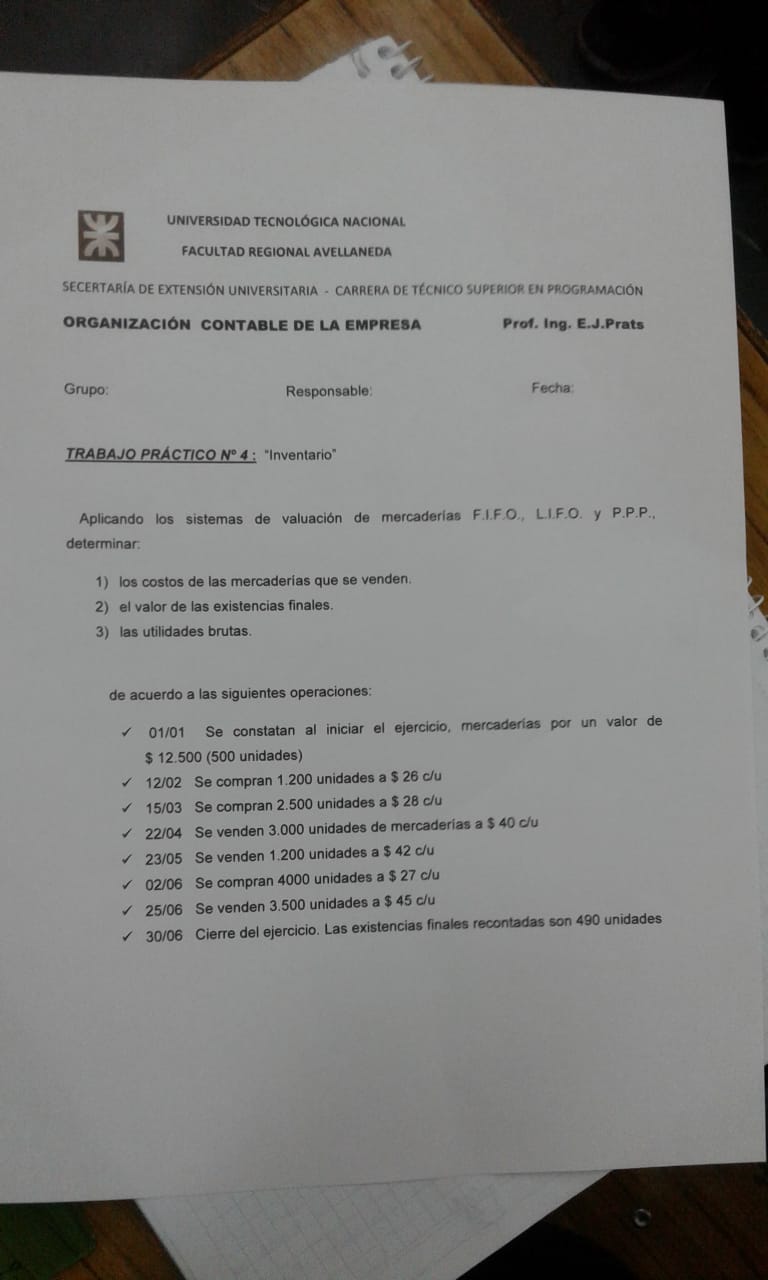 UNIVERSIDAD TECNOLÓGICA NACIONAL
FACULTAD REGIONAL AVELLANEDA
SECERTARÍA DE EXTENSIÓN UNIVERSITARIA - CARRERA DE TÉCNICO SUPERIOR EN PROGRAMACIÓN
ORGANIZACIÓN CONTABLE DE LA EMPRESA Prof. Ing. E.J.Prats
Grupo: Responsable: Fecha:
TRABAJO PRÁCTICO Nº 4 : "Inventario"
Aplicando los sistemas de valuación de mercaderías F.I.F.O., L.I.F.O. y P.P.P.,
determinar:
1) los costos de las mercaderías que se venden.
2) el valor de las existencias finales.
3) las utilidades brutas.
de acuerdo a las siguientes operaciones:
✓ 01/01 Se constatan al iniciar el ejercicio, mercaderías por un valor de
$ 12.500 (500 unidades)
✓ 12/02 Se compran 1.200 unidades a $ 26 c/u
✓ 15/03 Se compran 2.500 unidades a $ 28 c/u
✓ 22/04 Se venden 3.000 unidades de mercaderías a $ 40 c/u
✓ 23/05 Se venden 1.200 unidades a $ 42 c/u
✓ 02/06 Se compran 4000 unidades a $ 27 c/u
✓ 25/06 Se venden 3.500 unidades a $ 45 c/u
✓ 30/06 Cierre del ejercicio. Las existencias finales recontadas son 490 unidades